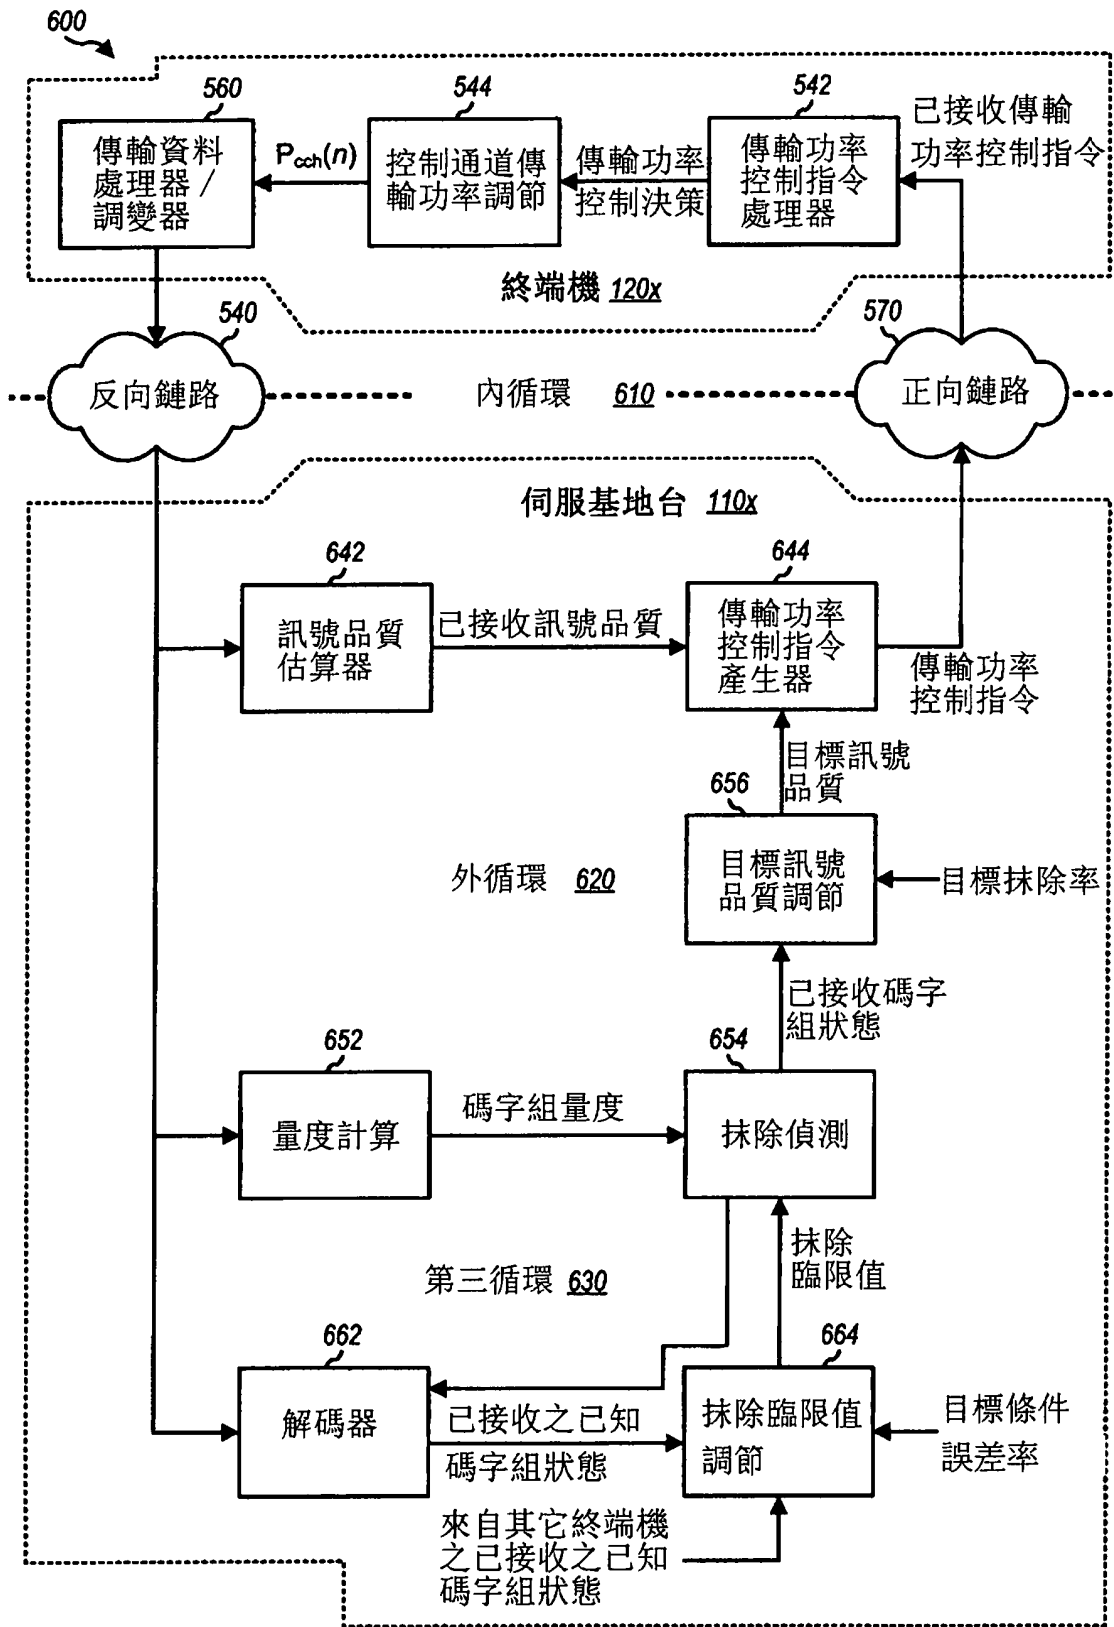 600
560
544
542
傳輸資料
處理器/
調變器
P_cch(n)
控制通道傳
輸功率調節
傳輸功率
控制決策
傳輸功率
控制指令
處理器
已接收傳輸
功率控制指令
終端機 120x
540
570
反向鏈路
內循環 610
正向鏈路
伺服基地台 110x
642
644
訊號品質
估算器
已接收訊號品質
傳輸功率
控制指令
產生器
傳輸功率
控制指令
目標訊號
品質
656
外循環 620
目標訊號
品質調節
目標抹除率
已接收碼字
組狀態
652
654
量度計算
碼字組量度
抹除偵測
抹除
臨限值
第三循環 630
662
664
解碼器
已接收之已知
碼字組狀態
抹除臨限值
調節
目標條件
誤差率
來自其它終端機
之已接收之已知
碼字組狀態